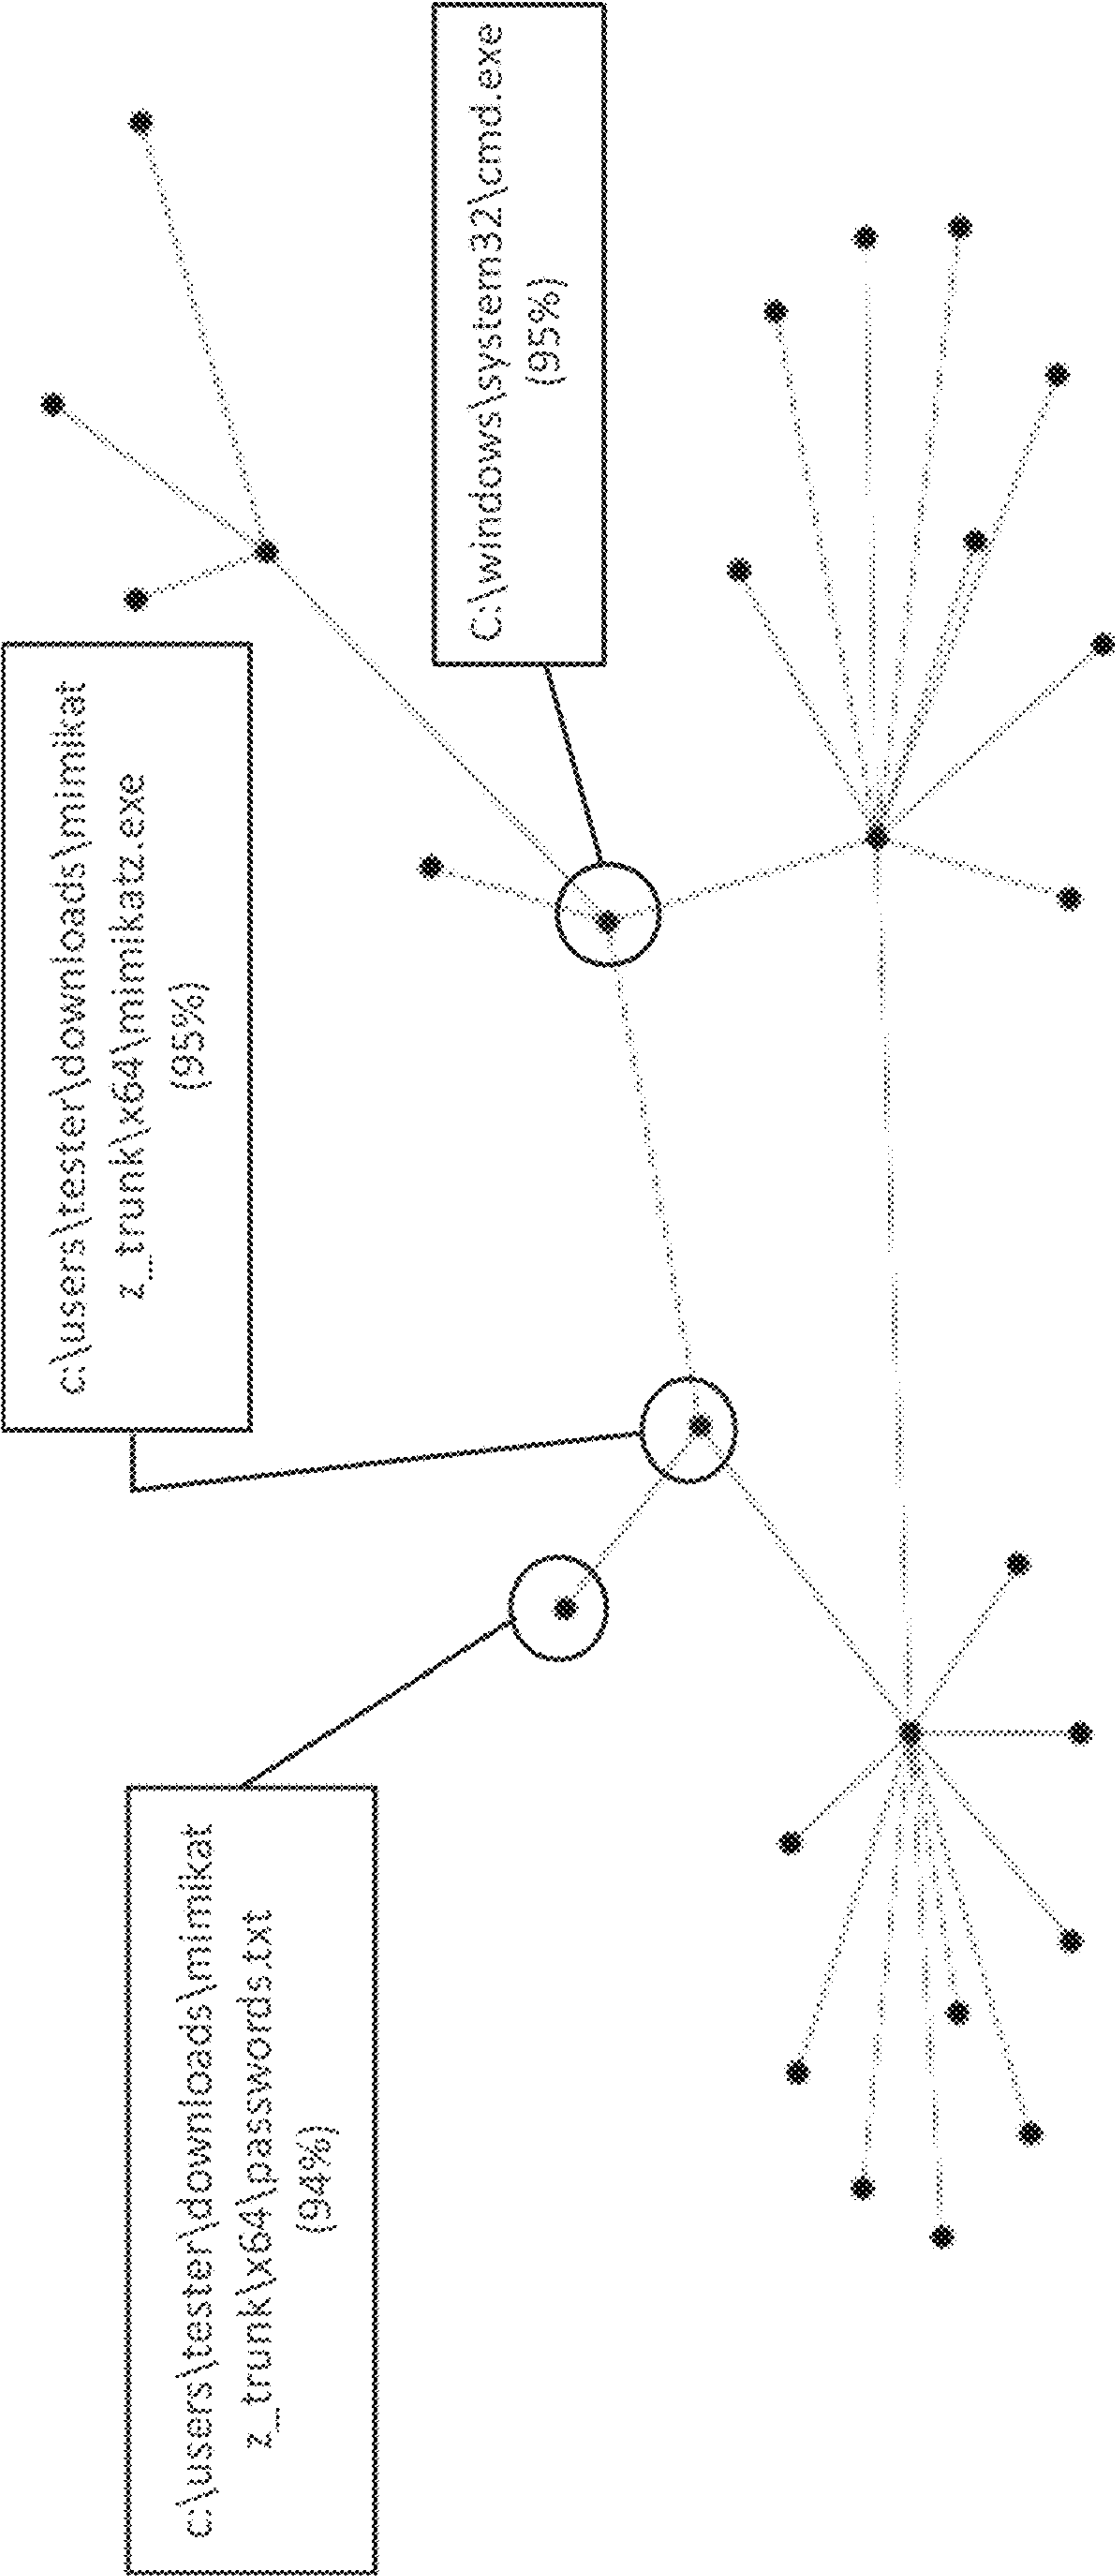 c:\users\tester\downloads\mimikat
z_trunk\x64\passwords.txt
(94%)
c:\users\tester\downloads\mimikat
z_trunk\x64\mimikatz.exe
(95%)
C:\windows\system32\cmd.exe
(95%)